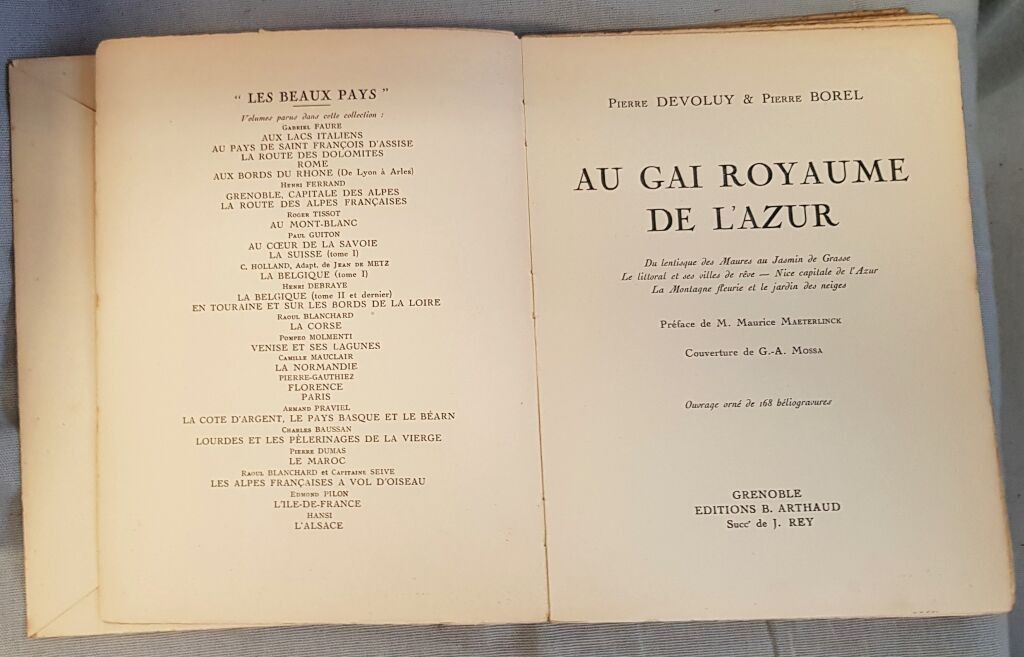 “ LES BEAUX PAYS ”
Volumes parus dans cette collection :
Gabriel FAURE
AUX LACS ITALIENS
AU PAYS DE SAINT FRANÇOIS D'ASSISE
LA ROUTE DES DOLOMITES
ROME
AUX BORDS DU RHONE (De Lyon à Arles)
Henri FERRAND
GRENOBLE, CAPITALE DES ALPES
LA ROUTE DES ALPES FRANÇAISES
Roger TISSOT
AU MONT-BLANC
Paul GUITON
AU CŒUR DE LA SAVOIE
LA SUISSE (tome I)
C. HOLLAND, Adapt. de Jean de METZ
LA BELGIQUE (tome I)
Henri DEBRAYE
LA BELGIQUE (tome II et dernier)
EN TOURAINE ET SUR LES BORDS DE LA LOIRE
Raoul BLANCHARD
LA CORSE
Pompeo MOLMENTI
VENISE ET SES LAGUNES
Camille MAUCLAIR
LA NORMANDIE
PIERRE-GAUTHIEZ
FLORENCE
PARIS
Armand PRAVIEL
LA COTE D'ARGENT, LE PAYS BASQUE ET LE BÉARN
Charles BAUSSAN
LOURDES ET LES PÈLERINAGES DE LA VIERGE
Pierre DUMAS
LE MAROC
Raoul BLANCHARD et Capitaine SEIVE
LES ALPES FRANÇAISES A VOL D'OISEAU
Edmond PILON
L'ILE-DE-FRANCE
HANSI
L'ALSACE
Pierre DEVOLUY & Pierre BOREL
AU GAI ROYAUME
DE L'AZUR
Du lentisque des Maures au Jasmin de Grasse
Le littoral et ses villes de rêve — Nice capitale de l'Azur
La Montagne fleurie et le jardin des neiges
Préface de M. Maurice Maeterlinck
Couverture de G.-A. Mossa
Ouvrage orné de 168 héliogravures
GRENOBLE
EDITIONS B. ARTHAUD
Succʳ de J. REY